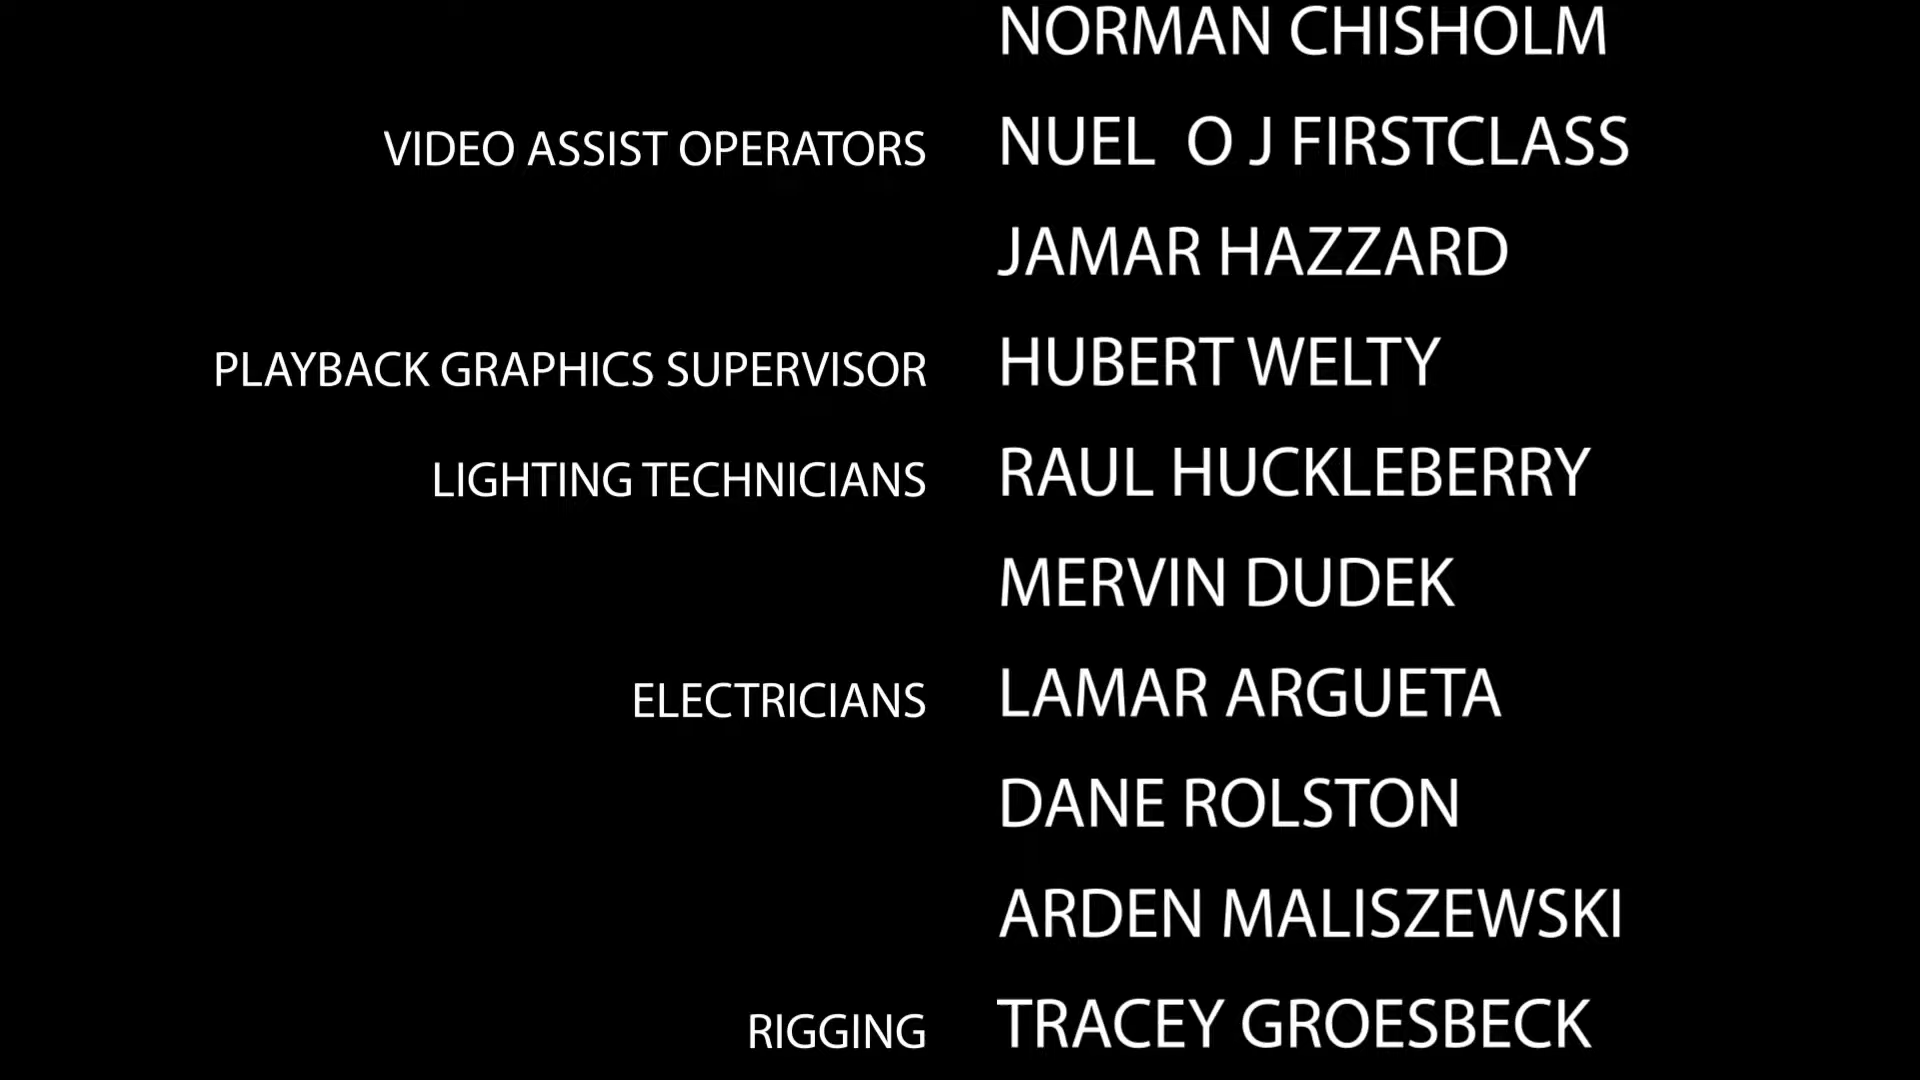 NORMAN CHISHOLM
VIDEO ASSIST OPERATORS NUEL  O J FIRSTCLASS
JAMAR HAZZARD
PLAYBACK GRAPHICS SUPERVISOR HUBERT WELTY
LIGHTING TECHNICIANS RAUL HUCKLEBERRY
MERVIN DUDEK
ELECTRICIANS LAMAR ARGUETA
DANE ROLSTON
ARDEN MALISZEWSKI
RIGGING TRACEY GROESBECK